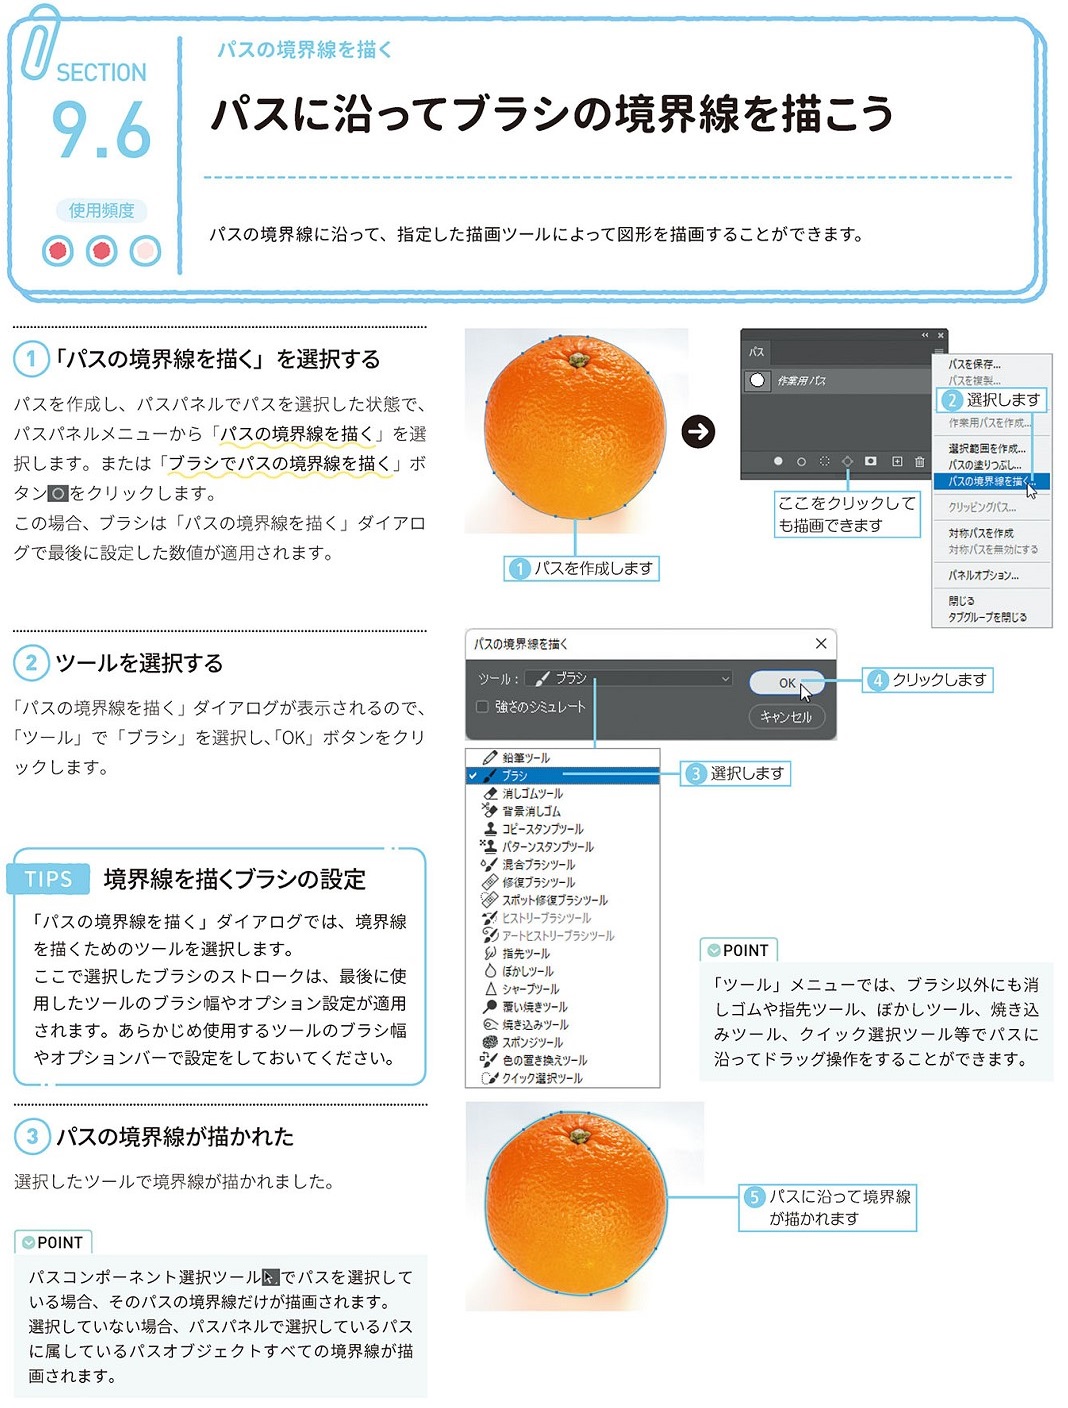 SECTION
9.6
使用頻度
パスの境界線を描く
パスに沿ってブラシの境界線を描こう
パスの境界線に沿って、指定した描画ツールによって図形を描画することができます。
1 「パスの境界線を描く」を選択する
パスを作成し、パスパネルでパスを選択した状態で、
パスパネルメニューから「パスの境界線を描く」を選
択します。または「ブラシでパスの境界線を描く」ボ
タンをクリックします。
この場合、ブラシは「パスの境界線を描く」ダイアロ
グで最後に設定した数値が適用されます。
1 パスを作成します
パス
作業用パス
ここをクリックして
も描画できます
パスを保存...
パスを複製...
2 選択します
作業用パスを作成...
選択範囲を作成...
パスの塗りつぶし...
パスの境界線を描く...
クリッピングパス...
対称パスを作成
対称パスを無効にする
パネルオプション...
閉じる
タブグループを閉じる
2 ツールを選択する
「パスの境界線を描く」ダイアログが表示されるので、
「ツール」で「ブラシ」を選択し、「OK」ボタンをクリ
ックします。
パスの境界線を描く
ツール： ブラシ
OK
強さのシミュレート
キャンセル
4 クリックします
鉛筆ツール
ブラシ
3 選択します
消しゴムツール
背景消しゴム
コピースタンプツール
パターンスタンプツール
混合ブラシツール
修復ブラシツール
スポット修復ブラシツール
ヒストリーブラシツール
アートヒストリーブラシツール
指先ツール
ぼかしツール
シャープツール
覆い焼きツール
焼き込みツール
スポンジツール
色の置き換えツール
クイック選択ツール
TIPS 境界線を描くブラシの設定
「パスの境界線を描く」ダイアログでは、境界線
を描くためのツールを選択します。
ここで選択したブラシのストロークは、最後に使
用したツールのブラシ幅やオプション設定が適用
されます。あらかじめ使用するツールのブラシ幅
やオプションバーで設定をしておいてください。
POINT
「ツール」メニューでは、ブラシ以外にも消
しゴムや指先ツール、ぼかしツール、焼き込
みツール、クイック選択ツール等でパスに
沿ってドラッグ操作をすることができます。
3 パスの境界線が描かれた
選択したツールで境界線が描かれました。
5 パスに沿って境界線
が描かれます
POINT
パスコンポーネント選択ツールでパスを選択して
いる場合、そのパスの境界線だけが描画されます。
選択していない場合、パスパネルで選択しているパス
に属しているパスオブジェクトすべての境界線が描
画されます。